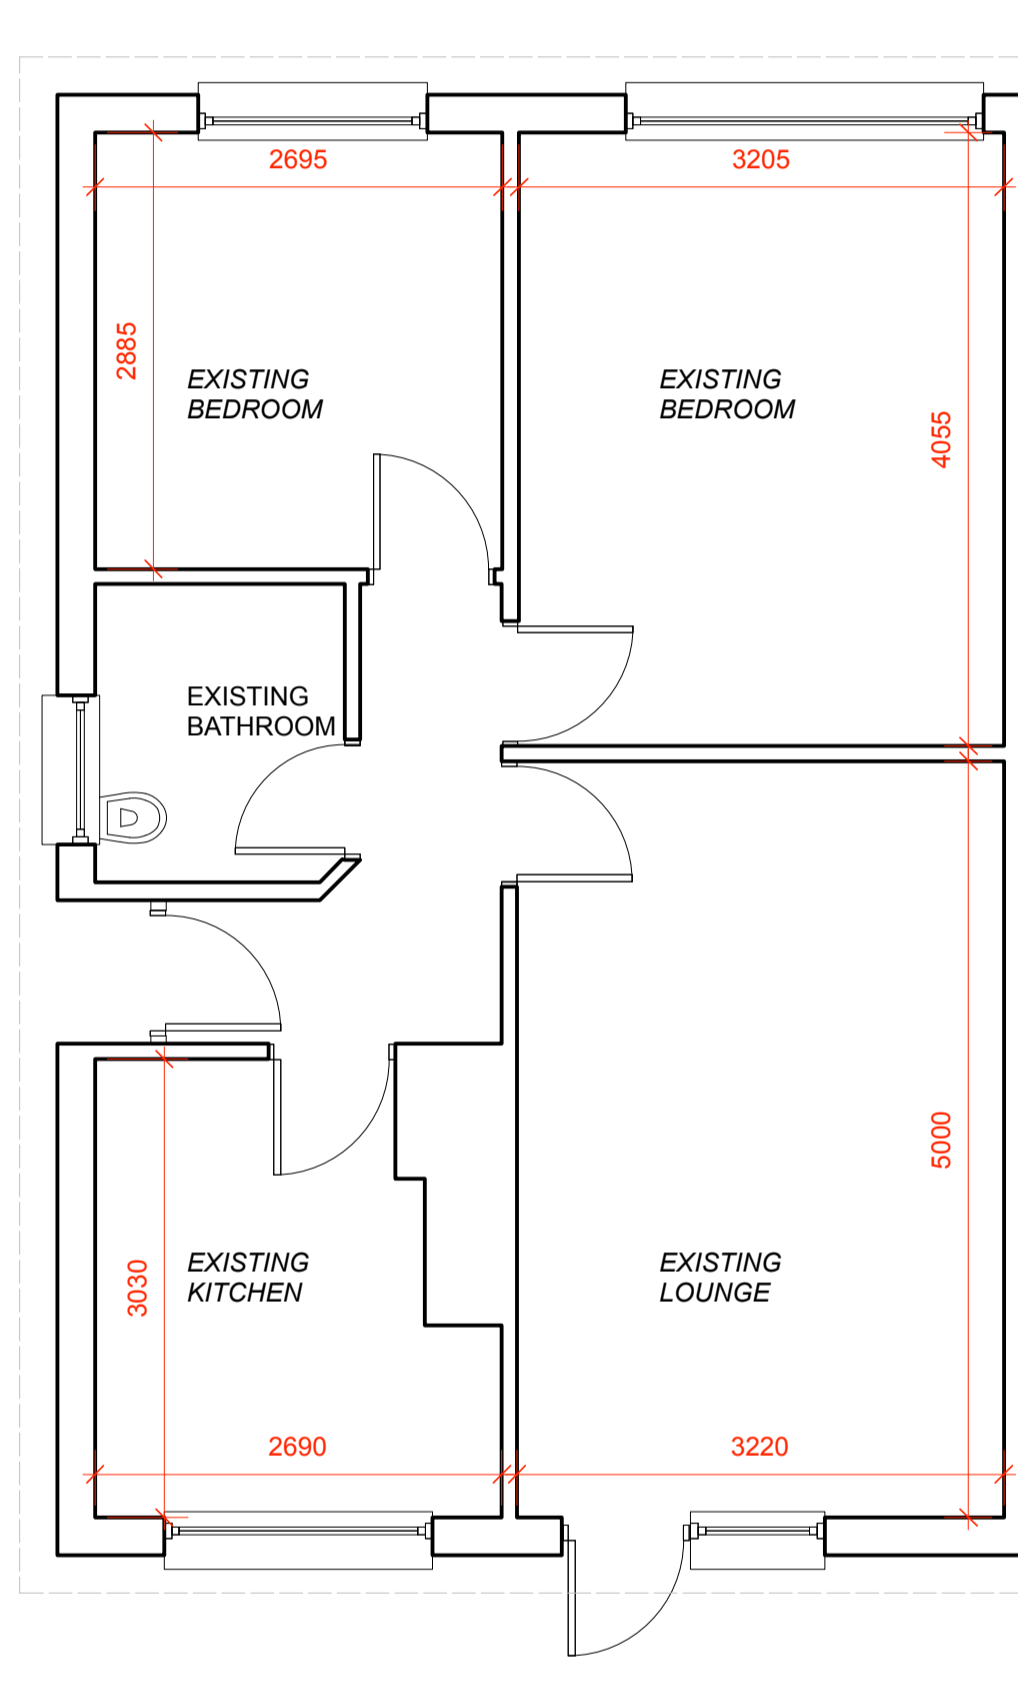 2695
3205
2885
EXISTING
BEDROOM
EXISTING
BEDROOM
4055
EXISTING
BATHROOM
5000
3030
EXISTING
KITCHEN
EXISTING
LOUNGE
2690
3220